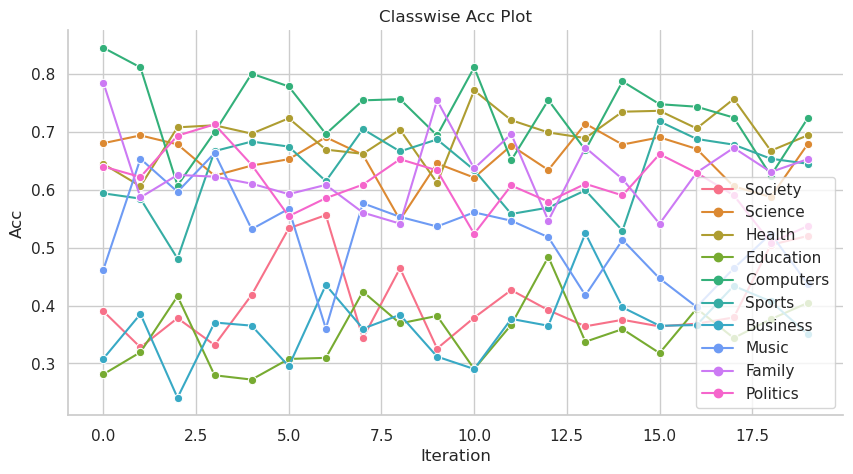 Classwise Acc Plot
0.8
0.7
0.6
0.5
0.4
0.3
Acc
0.0 2.5 5.0 7.5 10.0 12.5 15.0 17.5
Iteration
Society
Science
Health
Education
Computers
Sports
Business
Music
Family
Politics